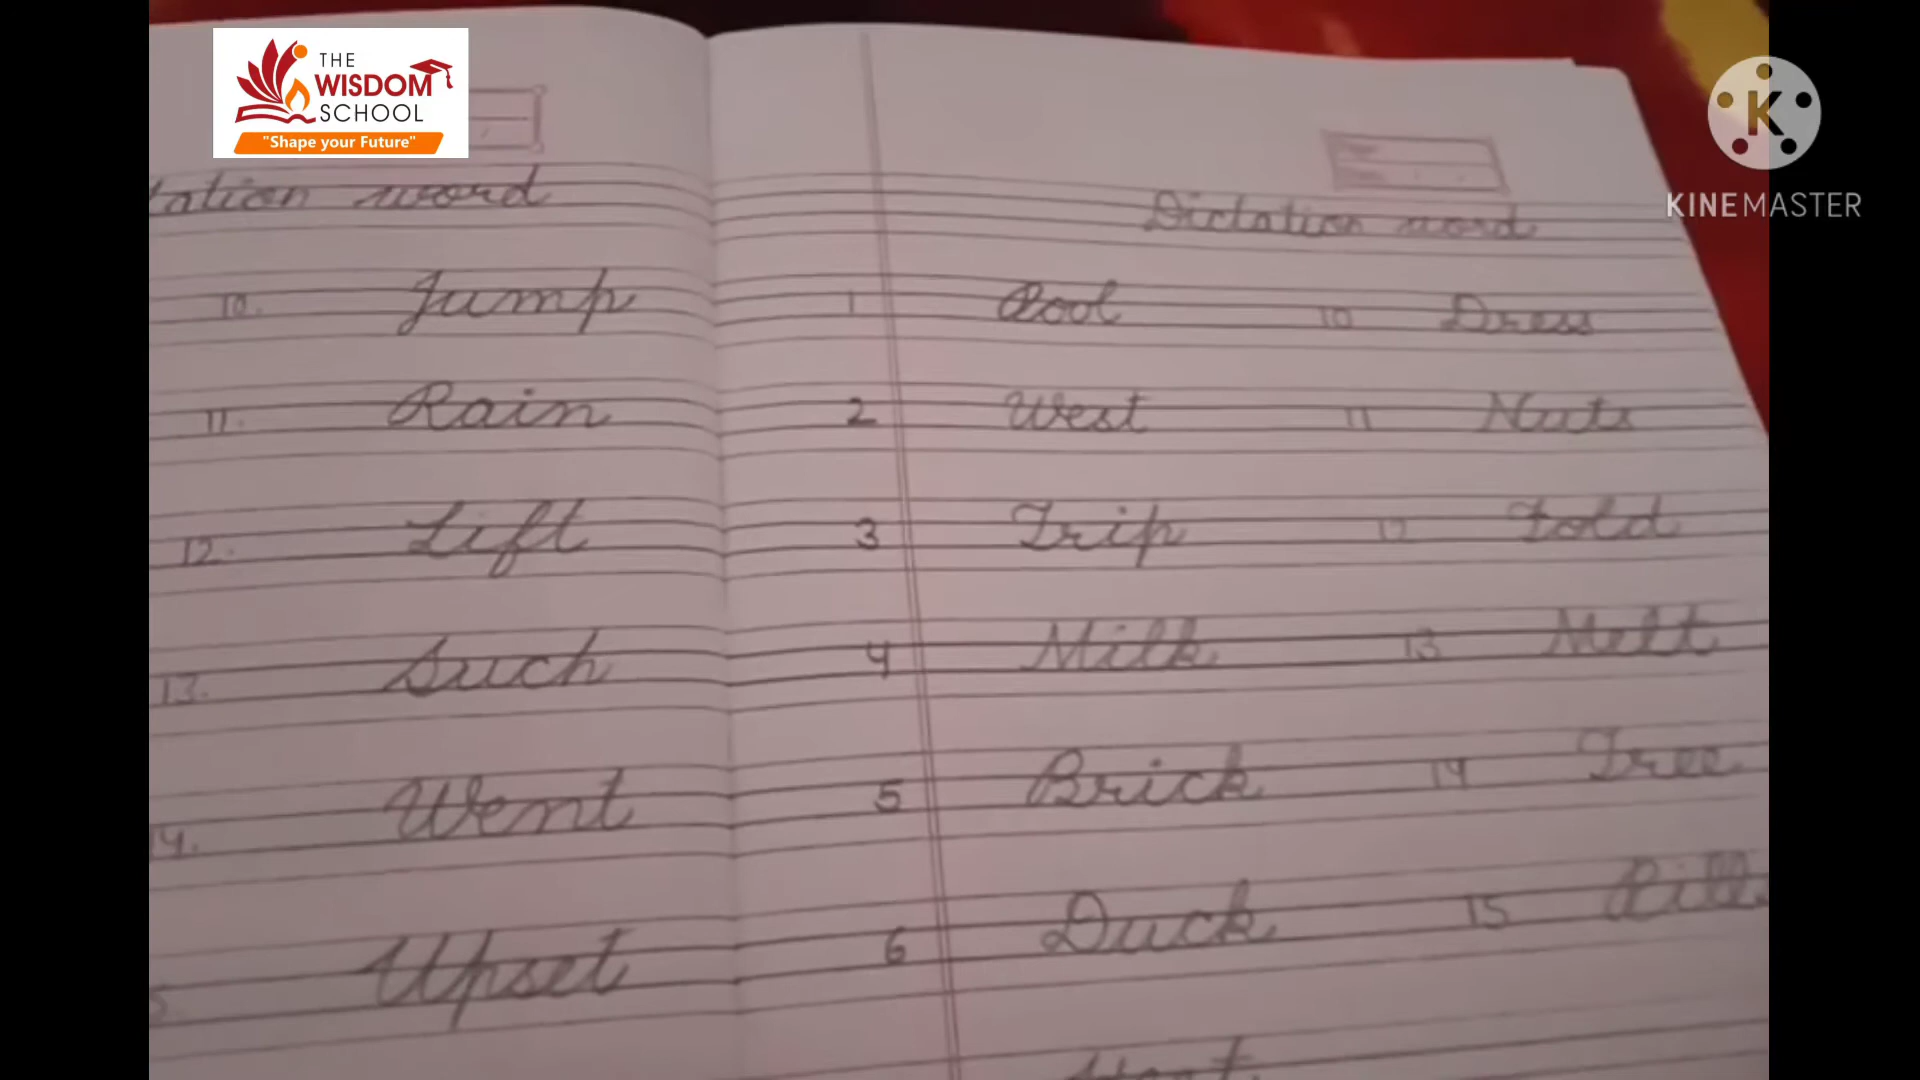 THE
WISDOM
SCHOOL
"Shape your Future"
KINEMASTER
tation word
10. Jump
11. Rain
12. Lift
13. Such
14. Went
Upset
Dictation word
1 Pool 10 Dress
2 West 11 Nuts
3 Trip 12
4 Milk 13 Melt
5 Brick 14 Tree
6 Duck 15